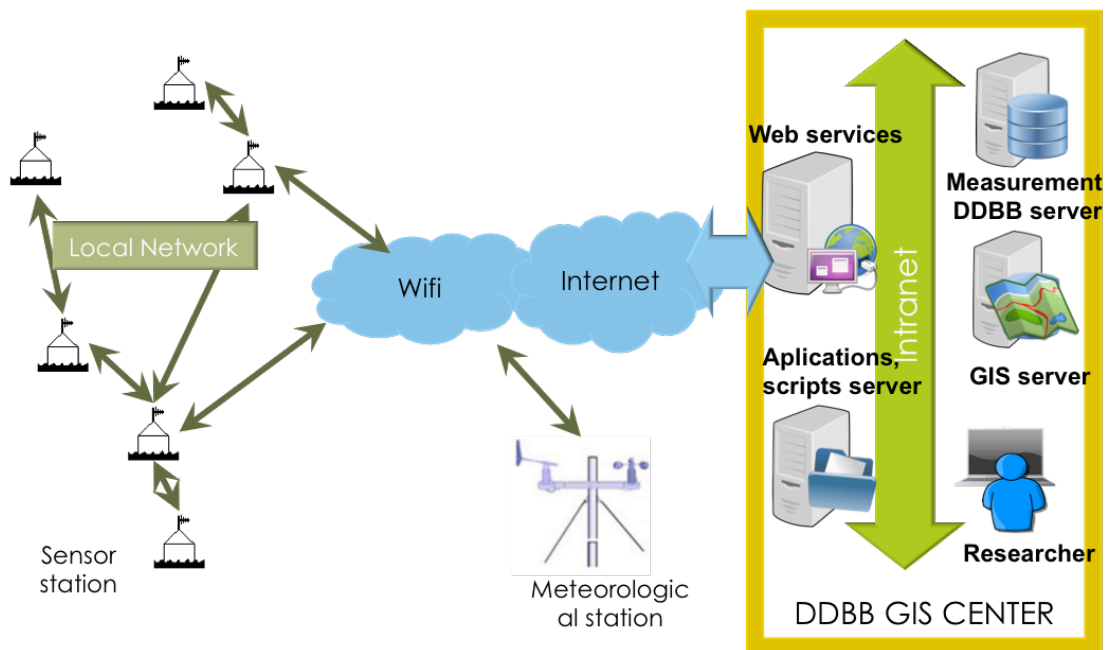 Local Network
Sensor
station
Wifi
Internet
Meteorologic
al station
Web services
Measurement
DDBB server
Intranet
Aplications,
scripts server
GIS server
Researcher
DDBB GIS CENTER